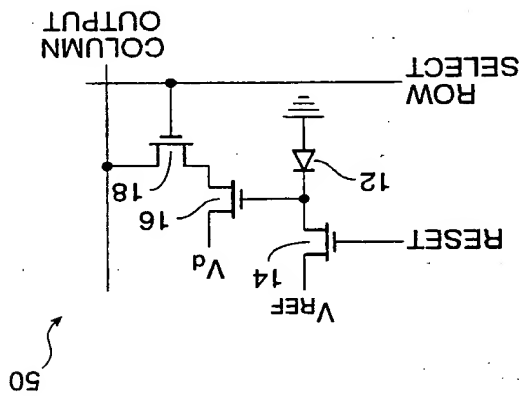 50
VREF
14
Vd
RESET
16
12
18
ROW
SELECT
COLUMN
OUTPUT